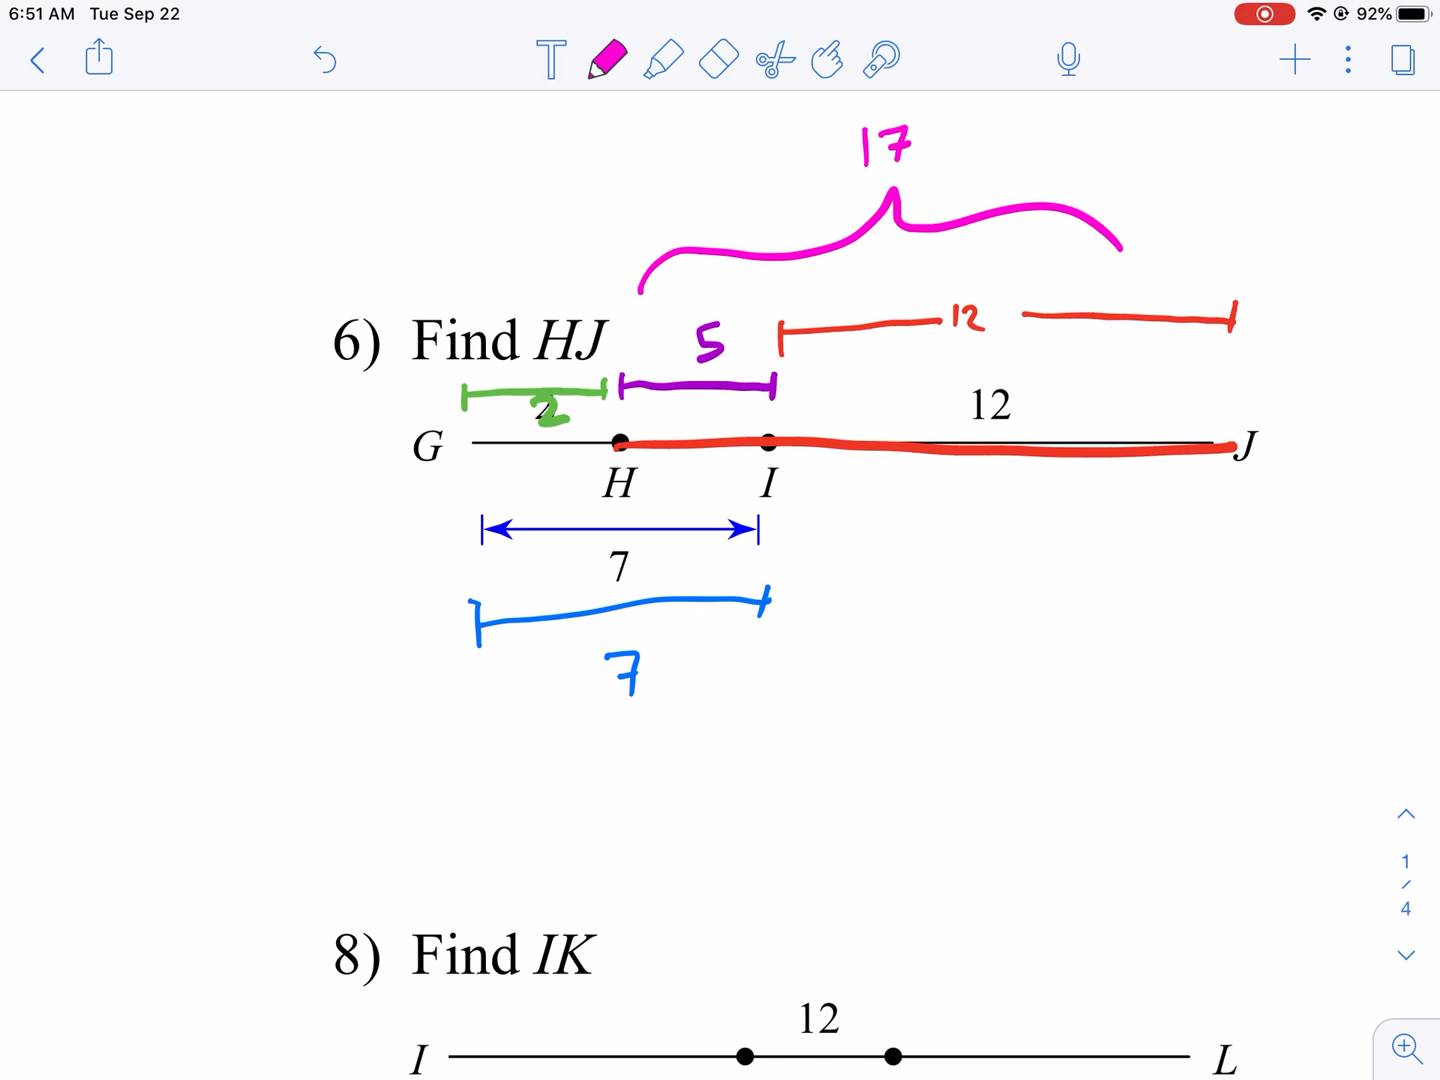 6:51 AM Tue Sep 22
92%
T
17
6) Find HJ
5
12
2
12
G
J
H
I
7
7
1
/
4
8) Find IK
12
I
L